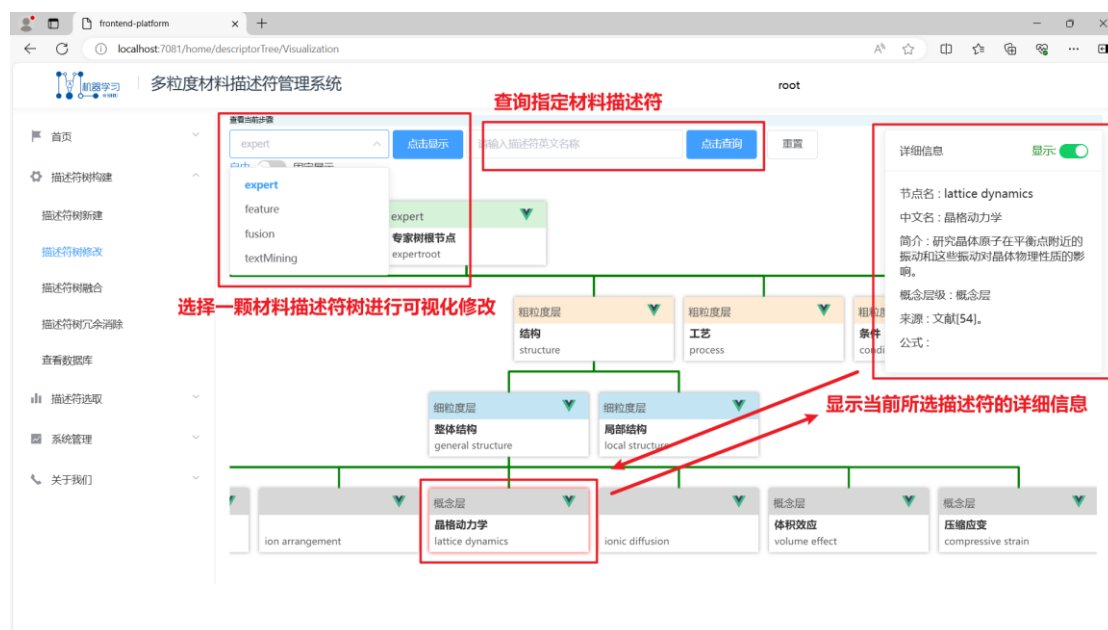 frontend-platform
localhost:7081/home/descriptorTree/Visualization
机器学习
多粒度材料描述符管理系统
root
查询指定材料描述符
查看当前步骤
expert
点击显示
请输入描述符英文名称
点击查询
重置
自由
固定显示
expert
feature
fusion
textMining
首页
描述符树构建
描述符树新建
描述符树修改
描述符树融合
描述符树冗余消除
查看数据库
描述符选取
系统管理
关于我们
详细信息
显示:
节点名 : lattice dynamics
中文名 : 晶格动力学
简介 : 研究晶体原子在平衡点附近的
振动和这些振动对晶体物理性质的影
响。
概念层级 : 概念层
来源 : 文献[54]。
公式 :
expert
专家树根节点
expertroot
选择一颗材料描述符树进行可视化修改
粗粒度层
结构
structure
粗粒度层
工艺
process
粗粒度
条件
condi
显示当前所选描述符的详细信息
细粒度层
整体结构
general structure
细粒度层
局部结构
local structure
ion arrangement
概念层
晶格动力学
lattice dynamics
ionic diffusion
概念层
体积效应
volume effect
概念层
压缩应变
compressive strain